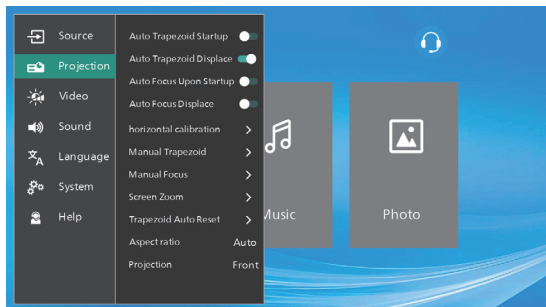 Source
Projection
Video
Sound
Language
System
Help
Auto Trapezoid Startup
Auto Trapezoid Displace
Auto Focus Upon Startup
Auto Focus Displace
horizontal calibration
Manual Trapezoid
Manual Focus
Screen Zoom
Trapezoid Auto Reset
Aspect ratio Auto
Projection Front
Music
Photo